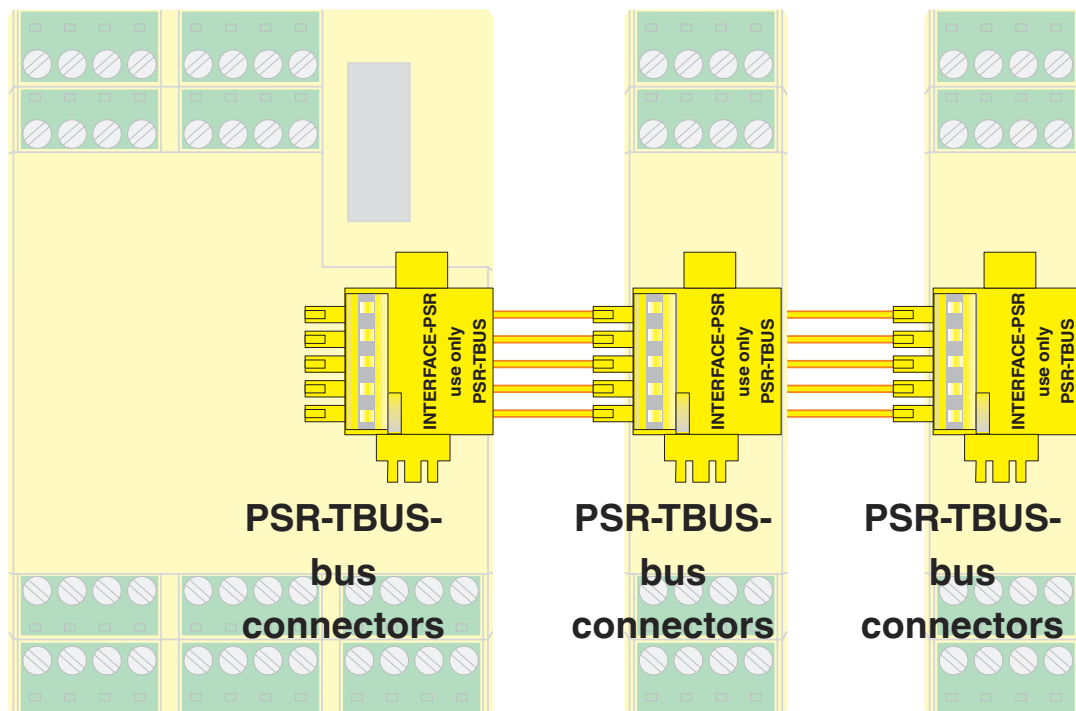 INTERFACE-PSR
use only
PSR-TBUS
INTERFACE-PSR
use only
PSR-TBUS
INTERFACE-PSR
use only
PSR-TBUS
PSR-TBUS-
bus
connectors
PSR-TBUS-
bus
connectors
PSR-TBUS-
bus
connectors